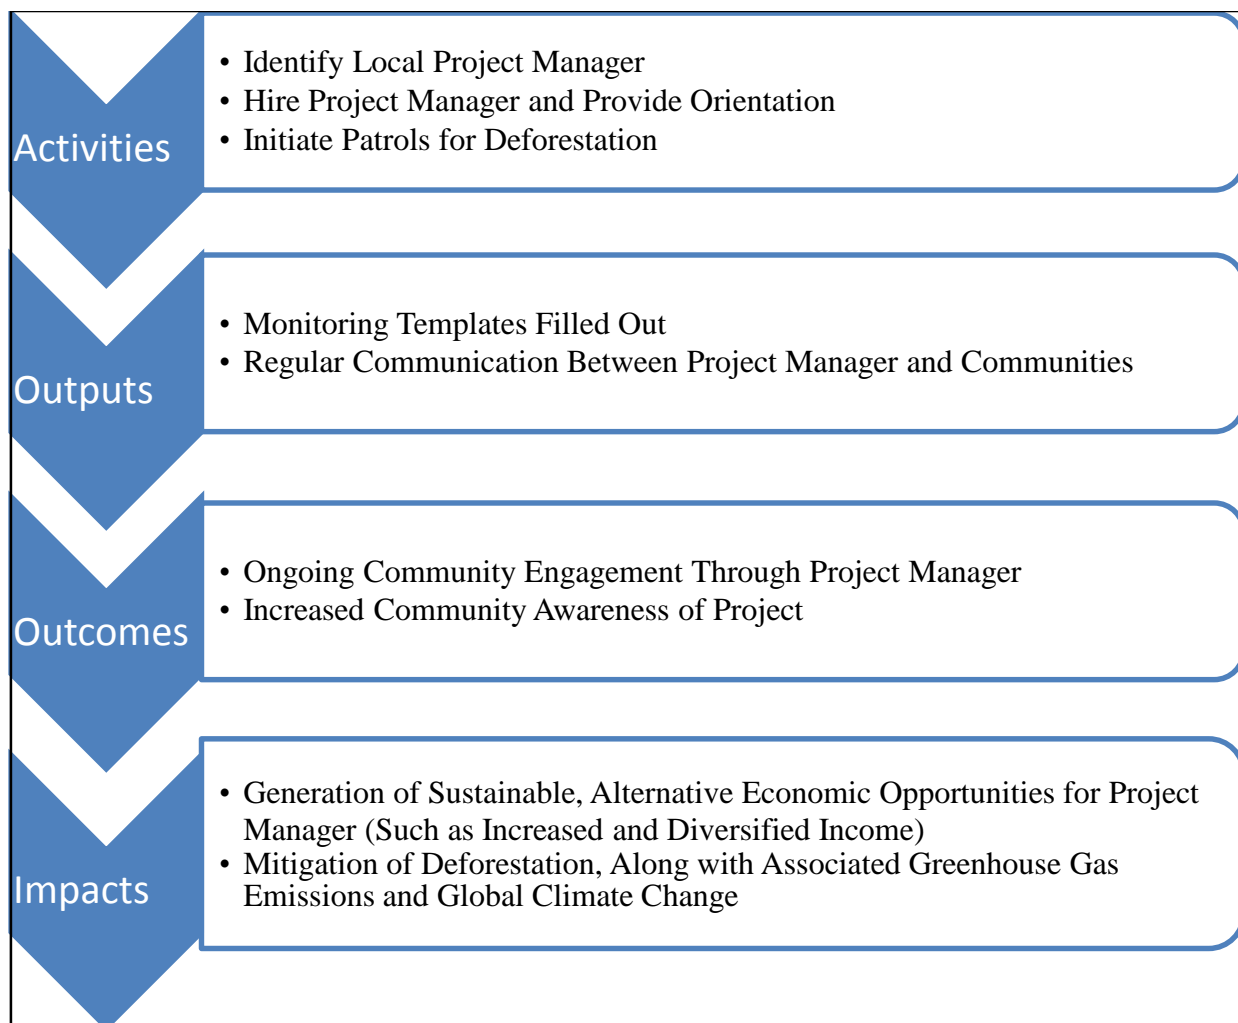 Activities
• Identify Local Project Manager
• Hire Project Manager and Provide Orientation
• Initiate Patrols for Deforestation
Outputs
• Monitoring Templates Filled Out
• Regular Communication Between Project Manager and Communities
Outcomes
• Ongoing Community Engagement Through Project Manager
• Increased Community Awareness of Project
Impacts
• Generation of Sustainable, Alternative Economic Opportunities for Project
Manager (Such as Increased and Diversified Income)
• Mitigation of Deforestation, Along with Associated Greenhouse Gas
Emissions and Global Climate Change